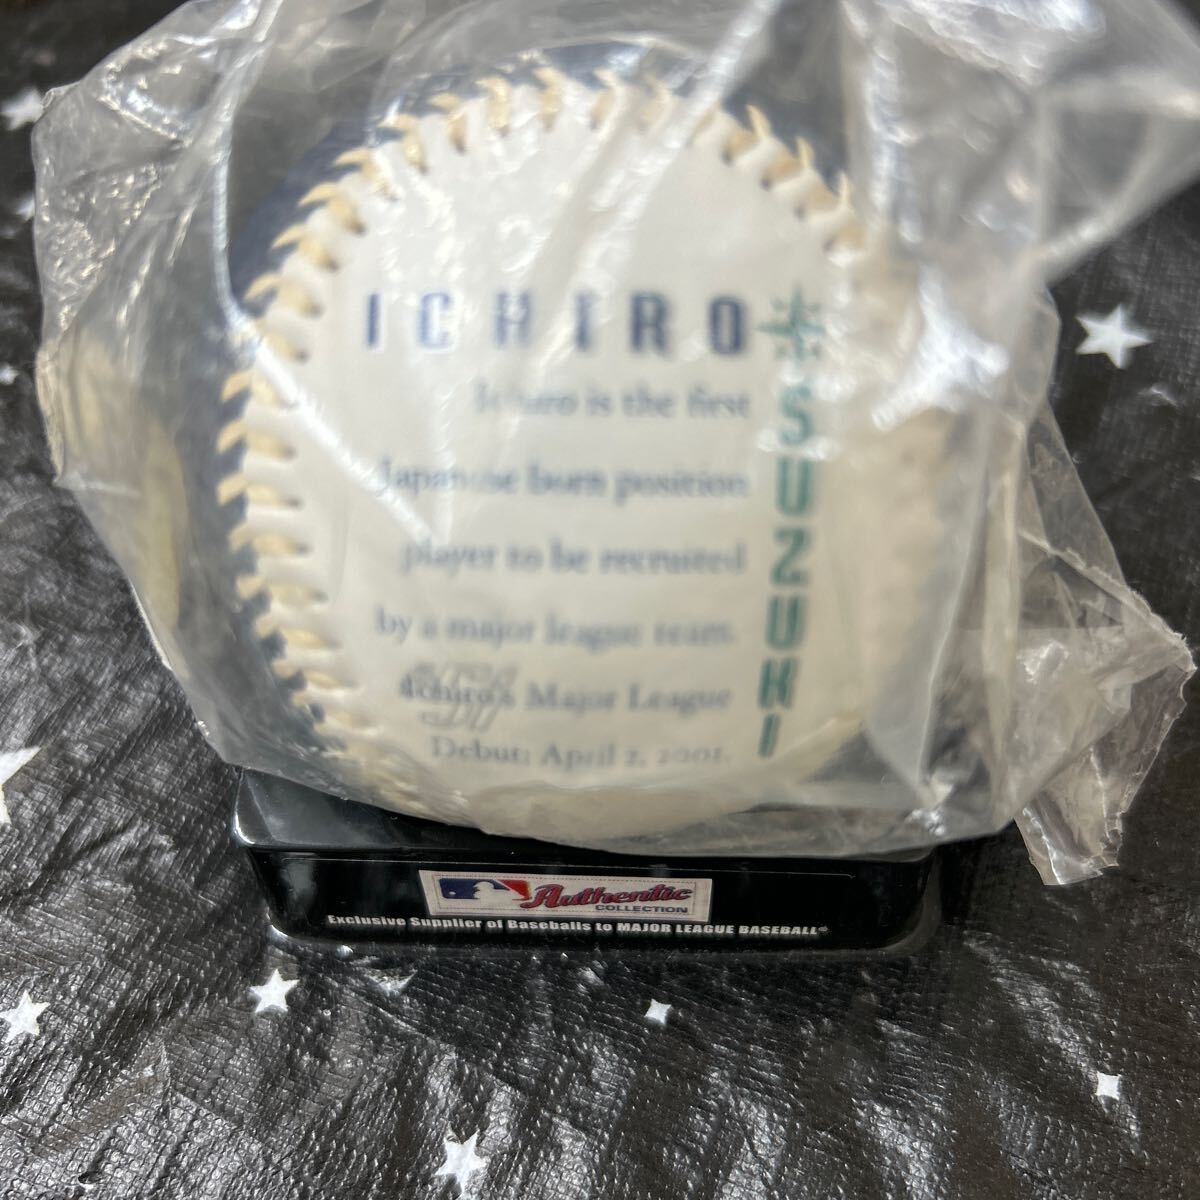 ICHIRO
SUZUKI
Ichiro is the first
Japanese born position
player to be recruited
by a major league team.
Ichiro's Major League
Debut: April 2, 2001.
51
Authentic
COLLECTION
Exclusive Supplier of Baseballs to MAJOR LEAGUE BASEBALL®